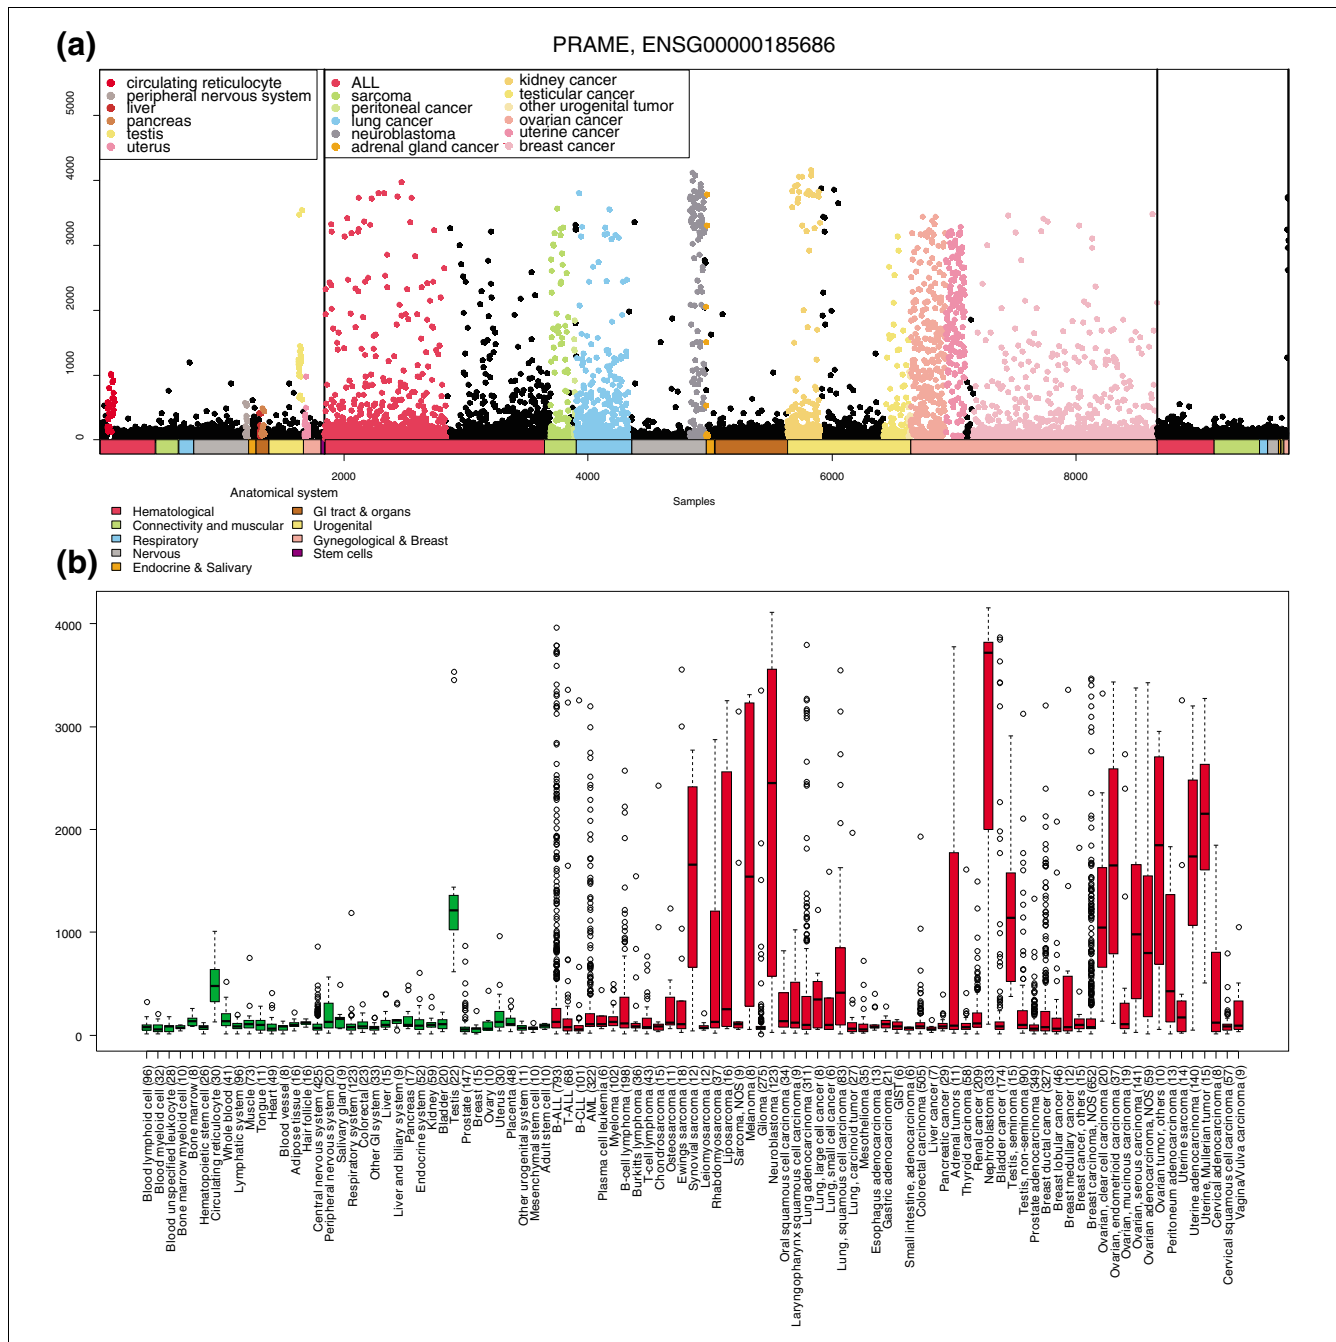 (a)
PRAME, ENSG00000185686
circulating reticulocyte
peripheral nervous system
liver
pancreas
testis
uterus
ALL
sarcoma
peritoneal cancer
lung cancer
neuroblastoma
adrenal gland cancer
kidney cancer
testicular cancer
other urogenital tumor
ovarian cancer
uterine cancer
breast cancer
5000
4000
3000
2000
1000
0
2000
4000
6000
8000
Samples
Anatomical system
Hematological
Connectivity and muscular
Respiratory
Nervous
Endocrine & Salivary
GI tract & organs
Urogenital
Gynegological & Breast
Stem cells
(b)
4000
3000
2000
1000
0
Blood lymphoid cell (96)
Blood myeloid cell (32)
Blood unspecified leukocyte (28)
Bone marrow myeloid cell (10)
Bone marrow (8)
Hematopoietic stem cell (26)
Circulating reticulocyte (30)
Whole blood (41)
Lymphatic system (96)
Muscle (73)
Tongue (11)
Heart (49)
Blood vessel (8)
Adipose tissue (16)
Hair follicle (16)
Central nervous system (425)
Peripheral nervous system (20)
Salivary gland (9)
Respiratory system (123)
Colorectal (23)
Other GI system (33)
Liver (15)
Liver and biliary system (9)
Pancreas (17)
Endocrine system (52)
Kidney (59)
Bladder (20)
Testis (22)
Prostate (147)
Breast (15)
Ovary (10)
Uterus (30)
Placenta (48)
Other urogenital system (11)
Mesenchymal stem cell (10)
Adult stem cell (10)
B-ALL (793)
T-ALL (68)
B-CLL (101)
AML (322)
Plasma cell leukemia (6)
Myeloma (102)
B-cell lymphoma (198)
Burkitts lymphoma (36)
T-cell lymphoma (43)
Chondrosarcoma (15)
Osteosarcoma (11)
Ewings sarcoma (18)
Synovial sarcoma (12)
Leiomyosarcoma (12)
Rhabdomyosarcoma (37)
Liposarcoma (16)
Sarcoma, NOS (9)
Melanoma (8)
Glioma (275)
Neuroblastoma (123)
Oral squamous cell carcinoma (34)
Laryngopharynx squamous cell carcinoma (9)
Lung adenocarcinoma (311)
Lung, large cell cancer (8)
Lung, small cell cancer (6)
Lung, squamous cell carcinoma (83)
Lung, carcinoid tumor (27)
Mesothelioma (35)
Esophagus adenocarcinoma (13)
Gastric adenocarcinoma (21)
GIST (16)
Small intestine, adenocarcinoma (6)
Colorectal carcinoma (505)
Liver cancer (7)
Pancreatic cancer (29)
Adrenal tumors (11)
Thyroid carcinoma (58)
Renal cancer (209)
Nephroblastoma (33)
Bladder cancer (174)
Testis, seminoma (15)
Testis, non-seminoma (90)
Prostate adenocarcinoma (349)
Breast ductal cancer (327)
Breast lobular cancer (46)
Breast medullary cancer (12)
Breast cancer, others (15)
Breast carcinoma, NOS (655)
Ovarian, clear cell carcinoma (20)
Ovarian, endometrioid carcinoma (37)
Ovarian, mucinous carcinoma (19)
Ovarian, serous carcinoma (141)
Ovarian adenocarcinoma, NOS (59)
Ovarian tumor, others (10)
Peritoneum adenocarcinoma (13)
Uterine sarcoma (14)
Uterine adenocarcinoma (140)
Uterine, Mullerian tumor
Cervical adenocarcinoma (8)
Cervical squamous cell carcinoma (57)
Vagina/Vulva carcinoma (9)